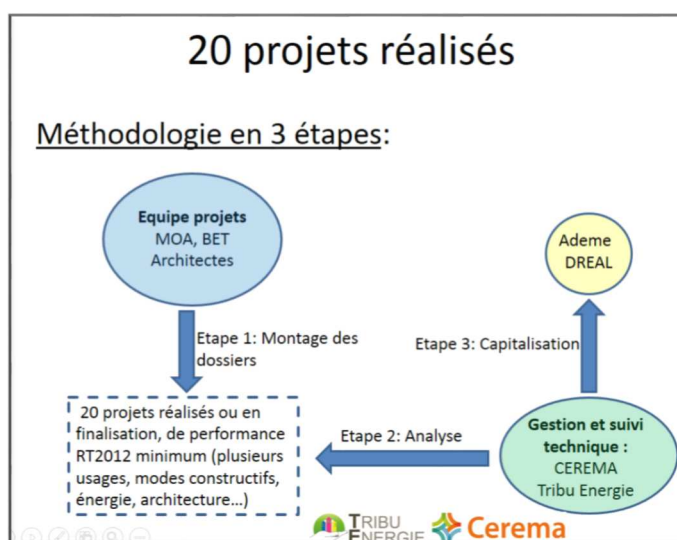 20 projets réalisés
Méthodologie en 3 étapes:
Equipe projets
MOA, BET
Architectes
Ademe
DREAL
Etape 1: Montage des
dossiers
Etape 3: Capitalisation
20 projets réalisés ou en
finalisation, de performance
RT2012 minimum (plusieurs
usages, modes constructifs,
énergie, architecture...)
Etape 2: Analyse
Gestion et suivi
technique :
CEREMA
Tribu Energie
TRIBU
ENERGIE
Cerema